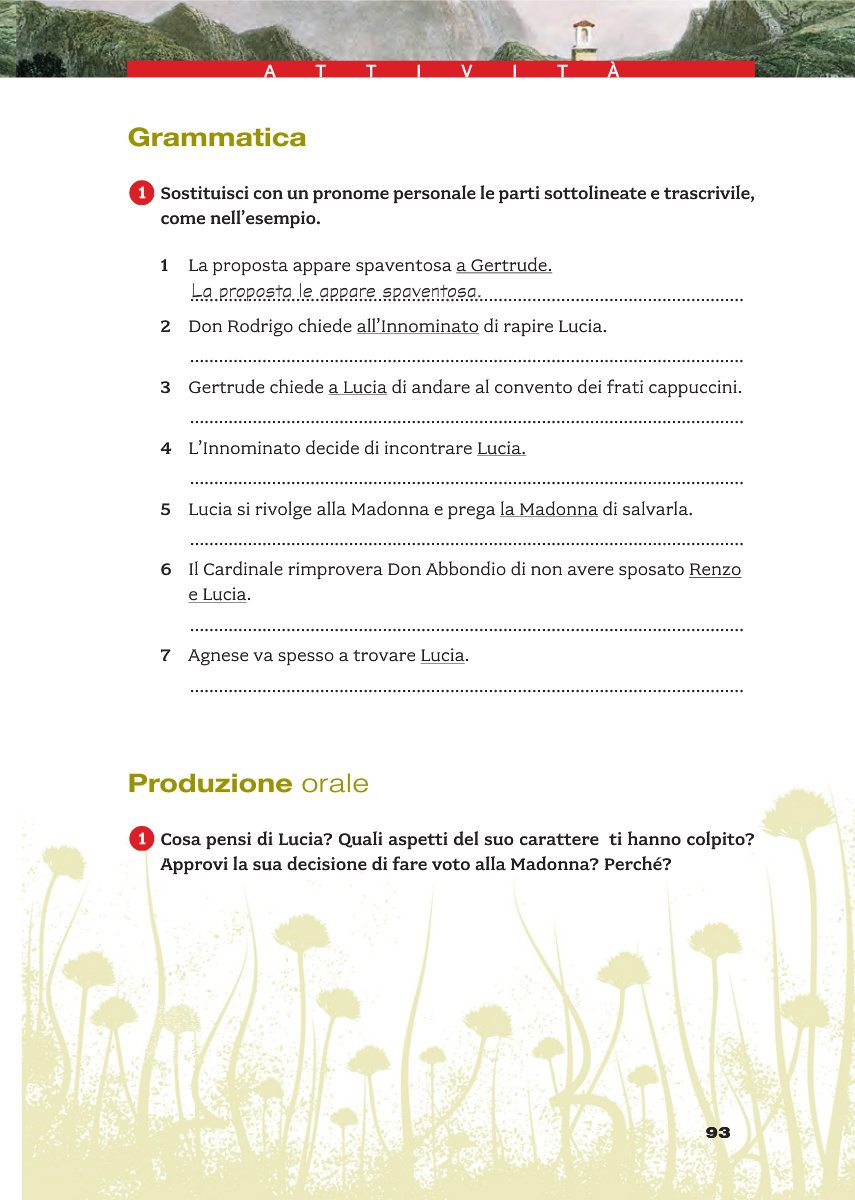 ATTIVITÀ
Grammatica
1 Sostituisci con un pronome personale le parti sottolineate e trascrivile,
come nell'esempio.
1 La proposta appare spaventosa a Gertrude.
La proposta le appare spaventosa.
2 Don Rodrigo chiede all'Innominato di rapire Lucia.
3 Gertrude chiede a Lucia di andare al convento dei frati cappuccini.
4 L'Innominato decide di incontrare Lucia.
5 Lucia si rivolge alla Madonna e prega la Madonna di salvarla.
6 Il Cardinale rimprovera Don Abbondio di non avere sposato Renzo
e Lucia.
7 Agnese va spesso a trovare Lucia.
Produzione orale
1 Cosa pensi di Lucia? Quali aspetti del suo carattere ti hanno colpito?
Approvi la sua decisione di fare voto alla Madonna? Perché?
93